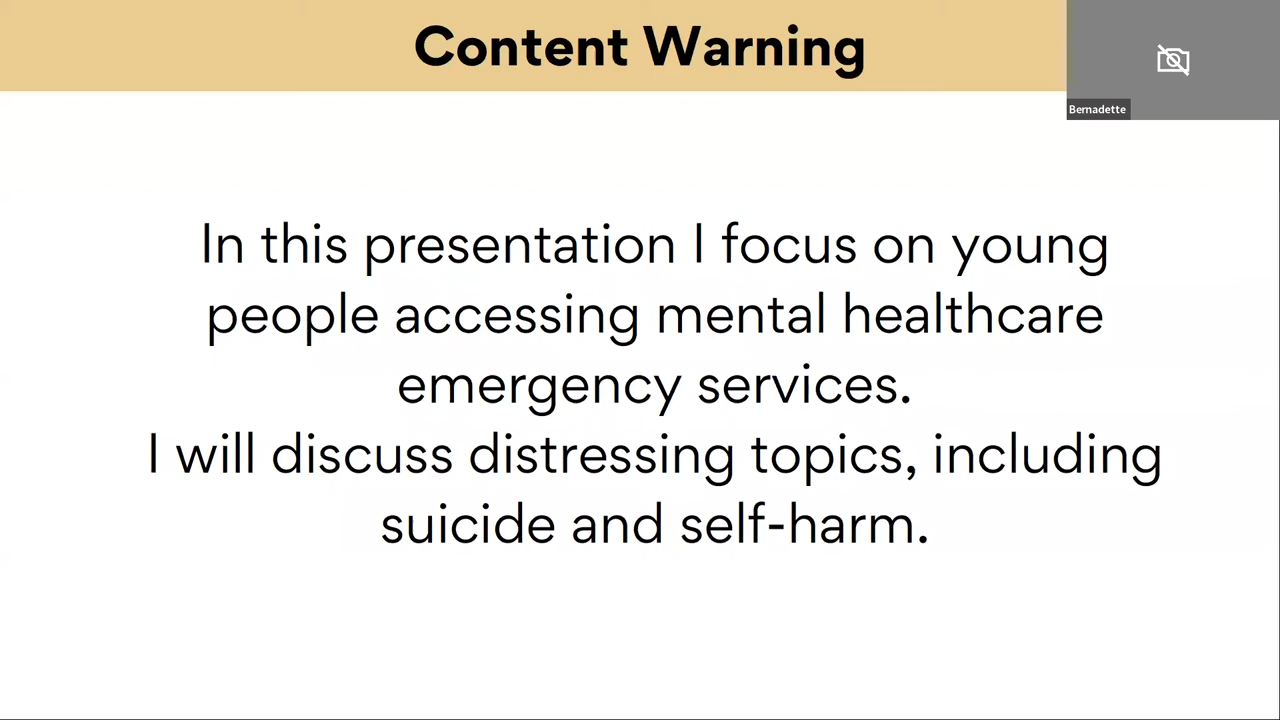 Content Warning
Bernadette
In this presentation I focus on young
people accessing mental healthcare
emergency services.
I will discuss distressing topics, including
suicide and self-harm.